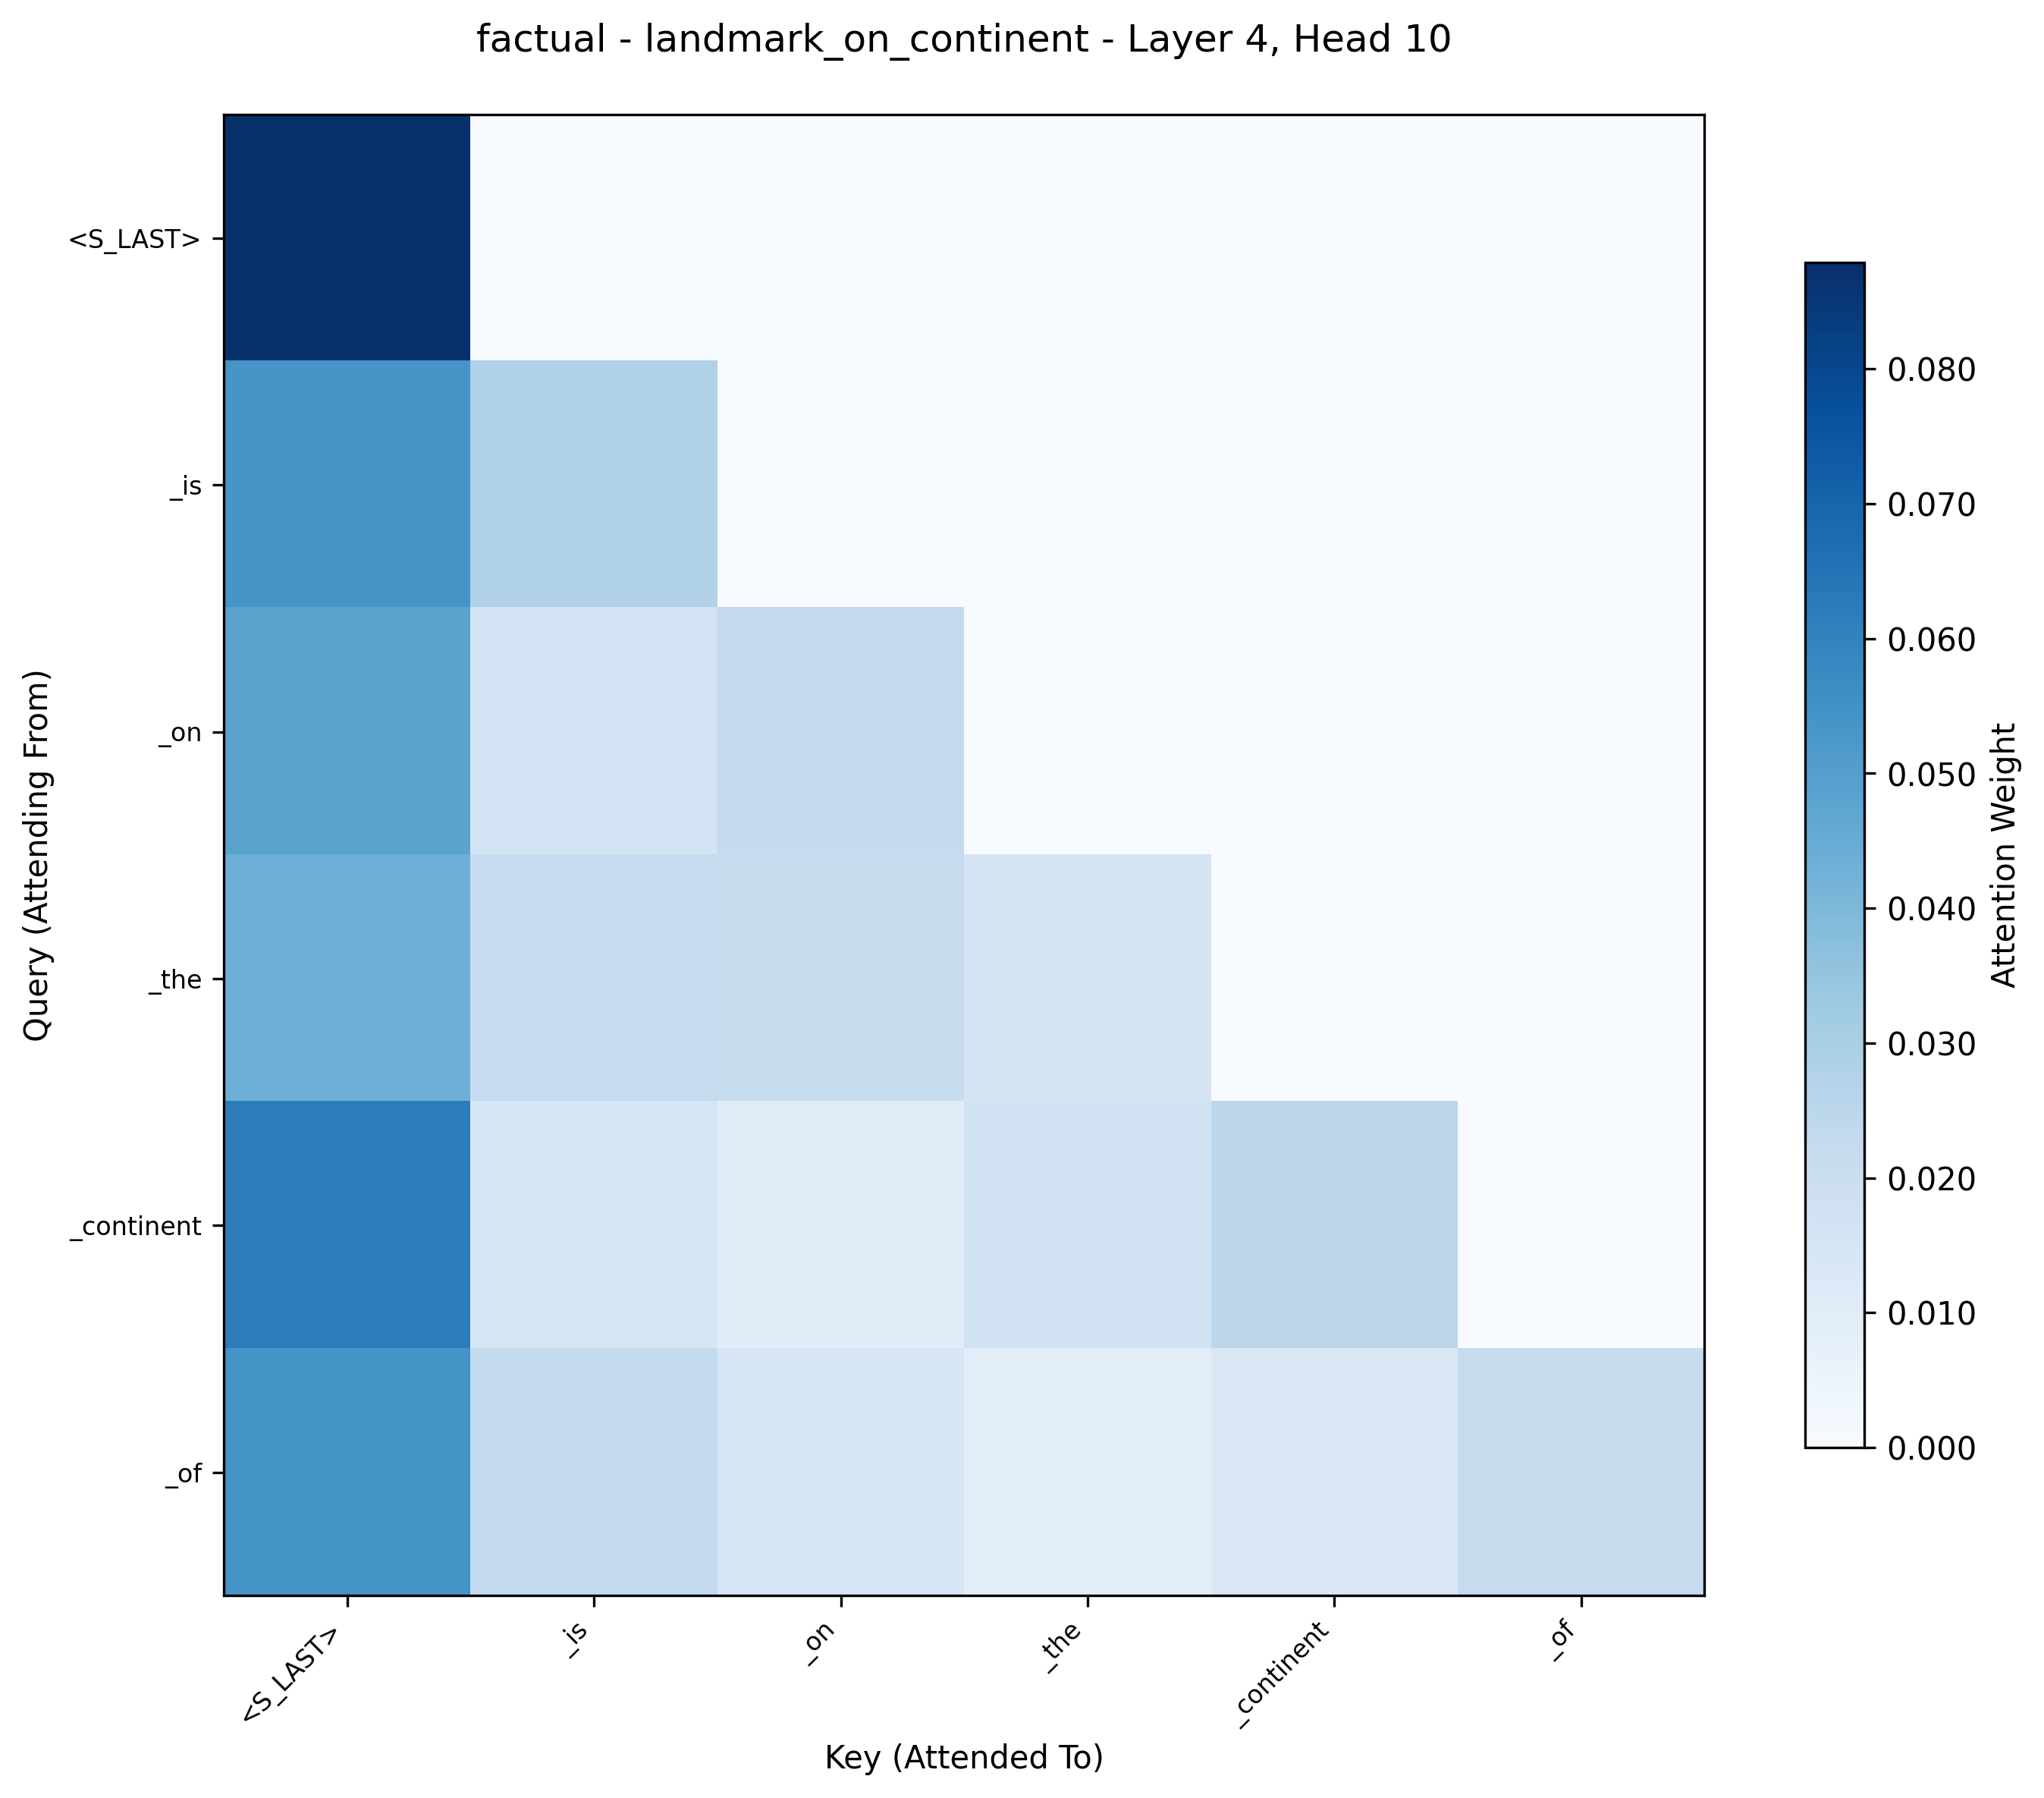 factual - landmark_on_continent - Layer 4, Head 10
Query (Attending From)
<S_LAST>
_is
_on
_the
_continent
_of
<S_LAST>
_is
_on
_the
_continent
_of
Key (Attended To)
0.080
0.070
0.060
0.050
0.040
0.030
0.020
0.010
0.000
Attention Weight